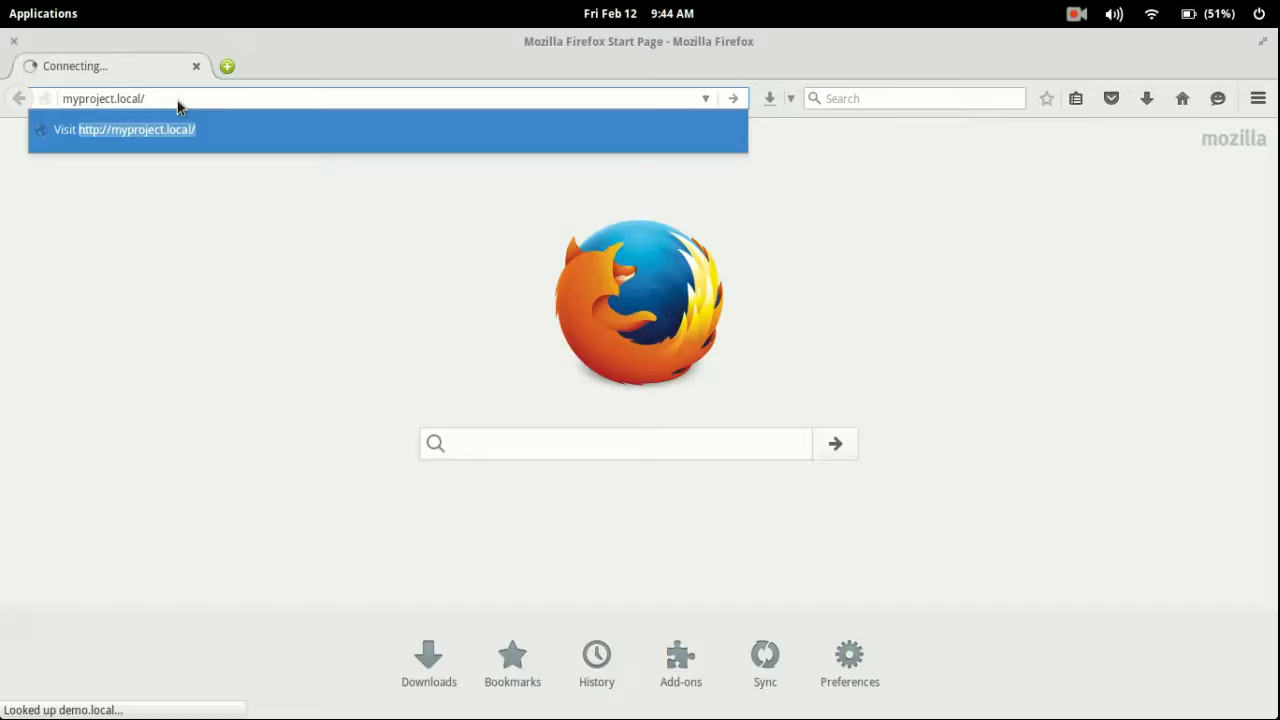 Applications
Fri Feb 12 9:44 AM
(51%)
Mozilla Firefox Start Page - Mozilla Firefox
Connecting...
myproject.local/
Search
Visit http://myproject.local/
mozilla
Downloads
Bookmarks
History
Add-ons
Sync
Preferences
Looked up demo.local...